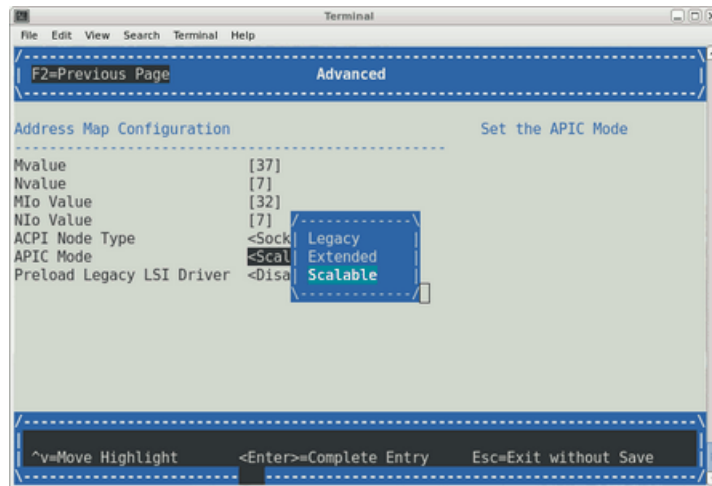 Terminal
File Edit View Search Terminal Help
F2=Previous Page Advanced
Address Map Configuration Set the APIC Mode
Mvalue [37]
Nvalue [7]
MIo Value [32]
NIo Value [7]
ACPI Node Type <Sock Legacy
APIC Mode <Scal Extended
Preload Legacy LSI Driver <Disa Scalable
^v=Move Highlight <Enter>=Complete Entry Esc=Exit without Save